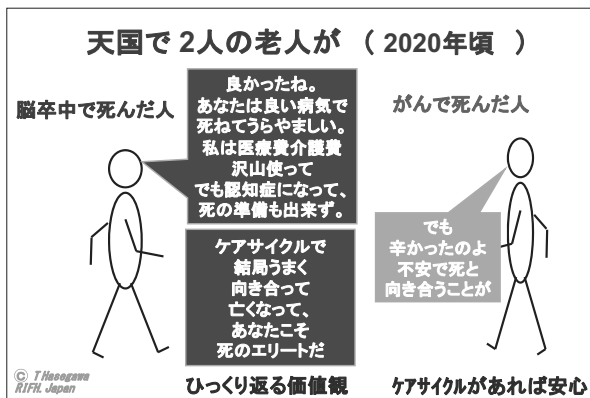 天国で2人の老人が （ 2020年頃 ）
脳卒中で死んだ人
良かったね。
あなたは良い病気で
死ねてうらやましい。
私は医療費介護費
沢山使って
でも認知症になって、
死の準備も出来ず。
がんで死んだ人
でも
辛かったのよ
不安で死と
向き合うことが
ケアサイクルで
結局うまく
向き合って
亡くなって、
あなたこそ
死のエリートだ
© T Hasegawa
RIFH. Japan
ひっくり返る価値観
ケアサイクルがあれば安心